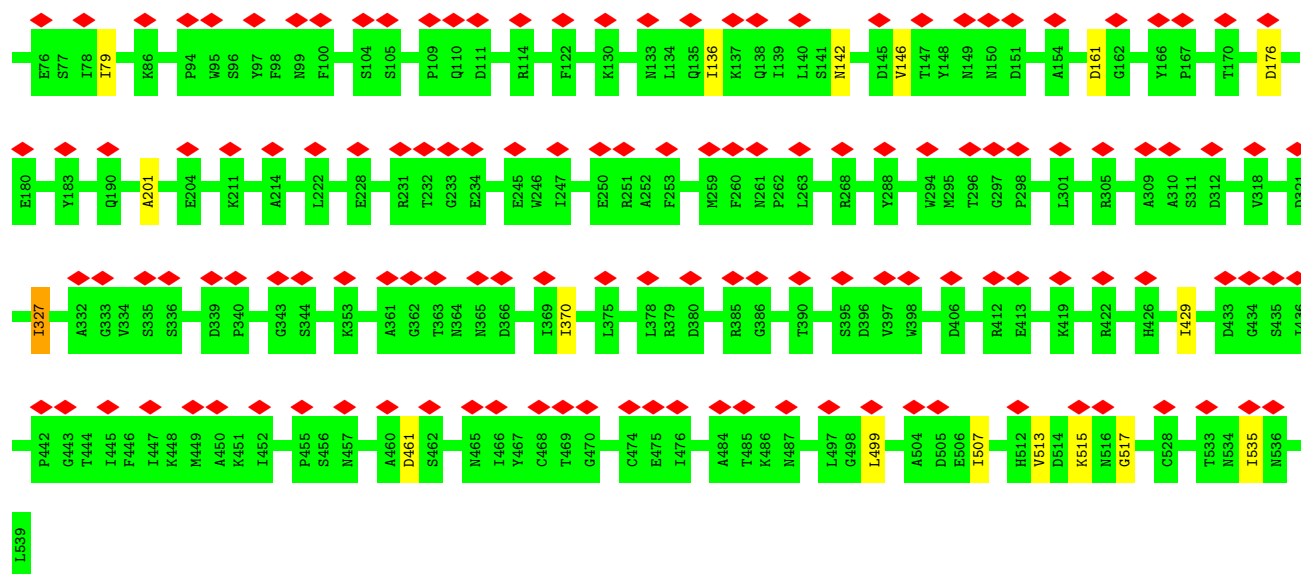 E76 S77 I78 I79 K86 P94 W95 S96 Y97 F98 N99 F100 S104 S105 P109 Q110 D111 R114 F122 K130 N133 L134 Q135 I136 K137 Q138 I139 L140 S141 N142 D145 V146 T147 Y148 N149 N150 D151 A154 D161 G162 Y166 P167 T170 D176
E180 Y183 Q190 A201 E204 K211 A214 L222 E228 R231 T232 G233 E234 E245 W246 I247 E250 R251 A252 F253 M259 F260 N261 P262 L263 R268 Y288 W294 M295 T296 G297 P298 L301 R305 A309 A310 S311 D312 V318 D321
I327 A332 G333 V334 S335 S336 D339 P340 G343 S344 K353 A361 G362 T363 N364 N365 D366 I369 I370 L375 L378 R379 D380 R385 G386 T390 S395 D396 V397 W398 D406 R412 E413 K419 R422 H426 I429 D433 G434 S435 I436
P442 G443 T444 I445 F446 I447 K448 M449 A450 K451 I452 P455 S456 N457 A460 D461 S462 N465 I466 Y467 C468 T469 G470 C474 E475 I476 A484 T485 K486 N487 L497 G498 L499 A504 D505 E506 I507 H512 V513 D514 K515 N516 G517 C528 T533 N534 I535 N536
L539